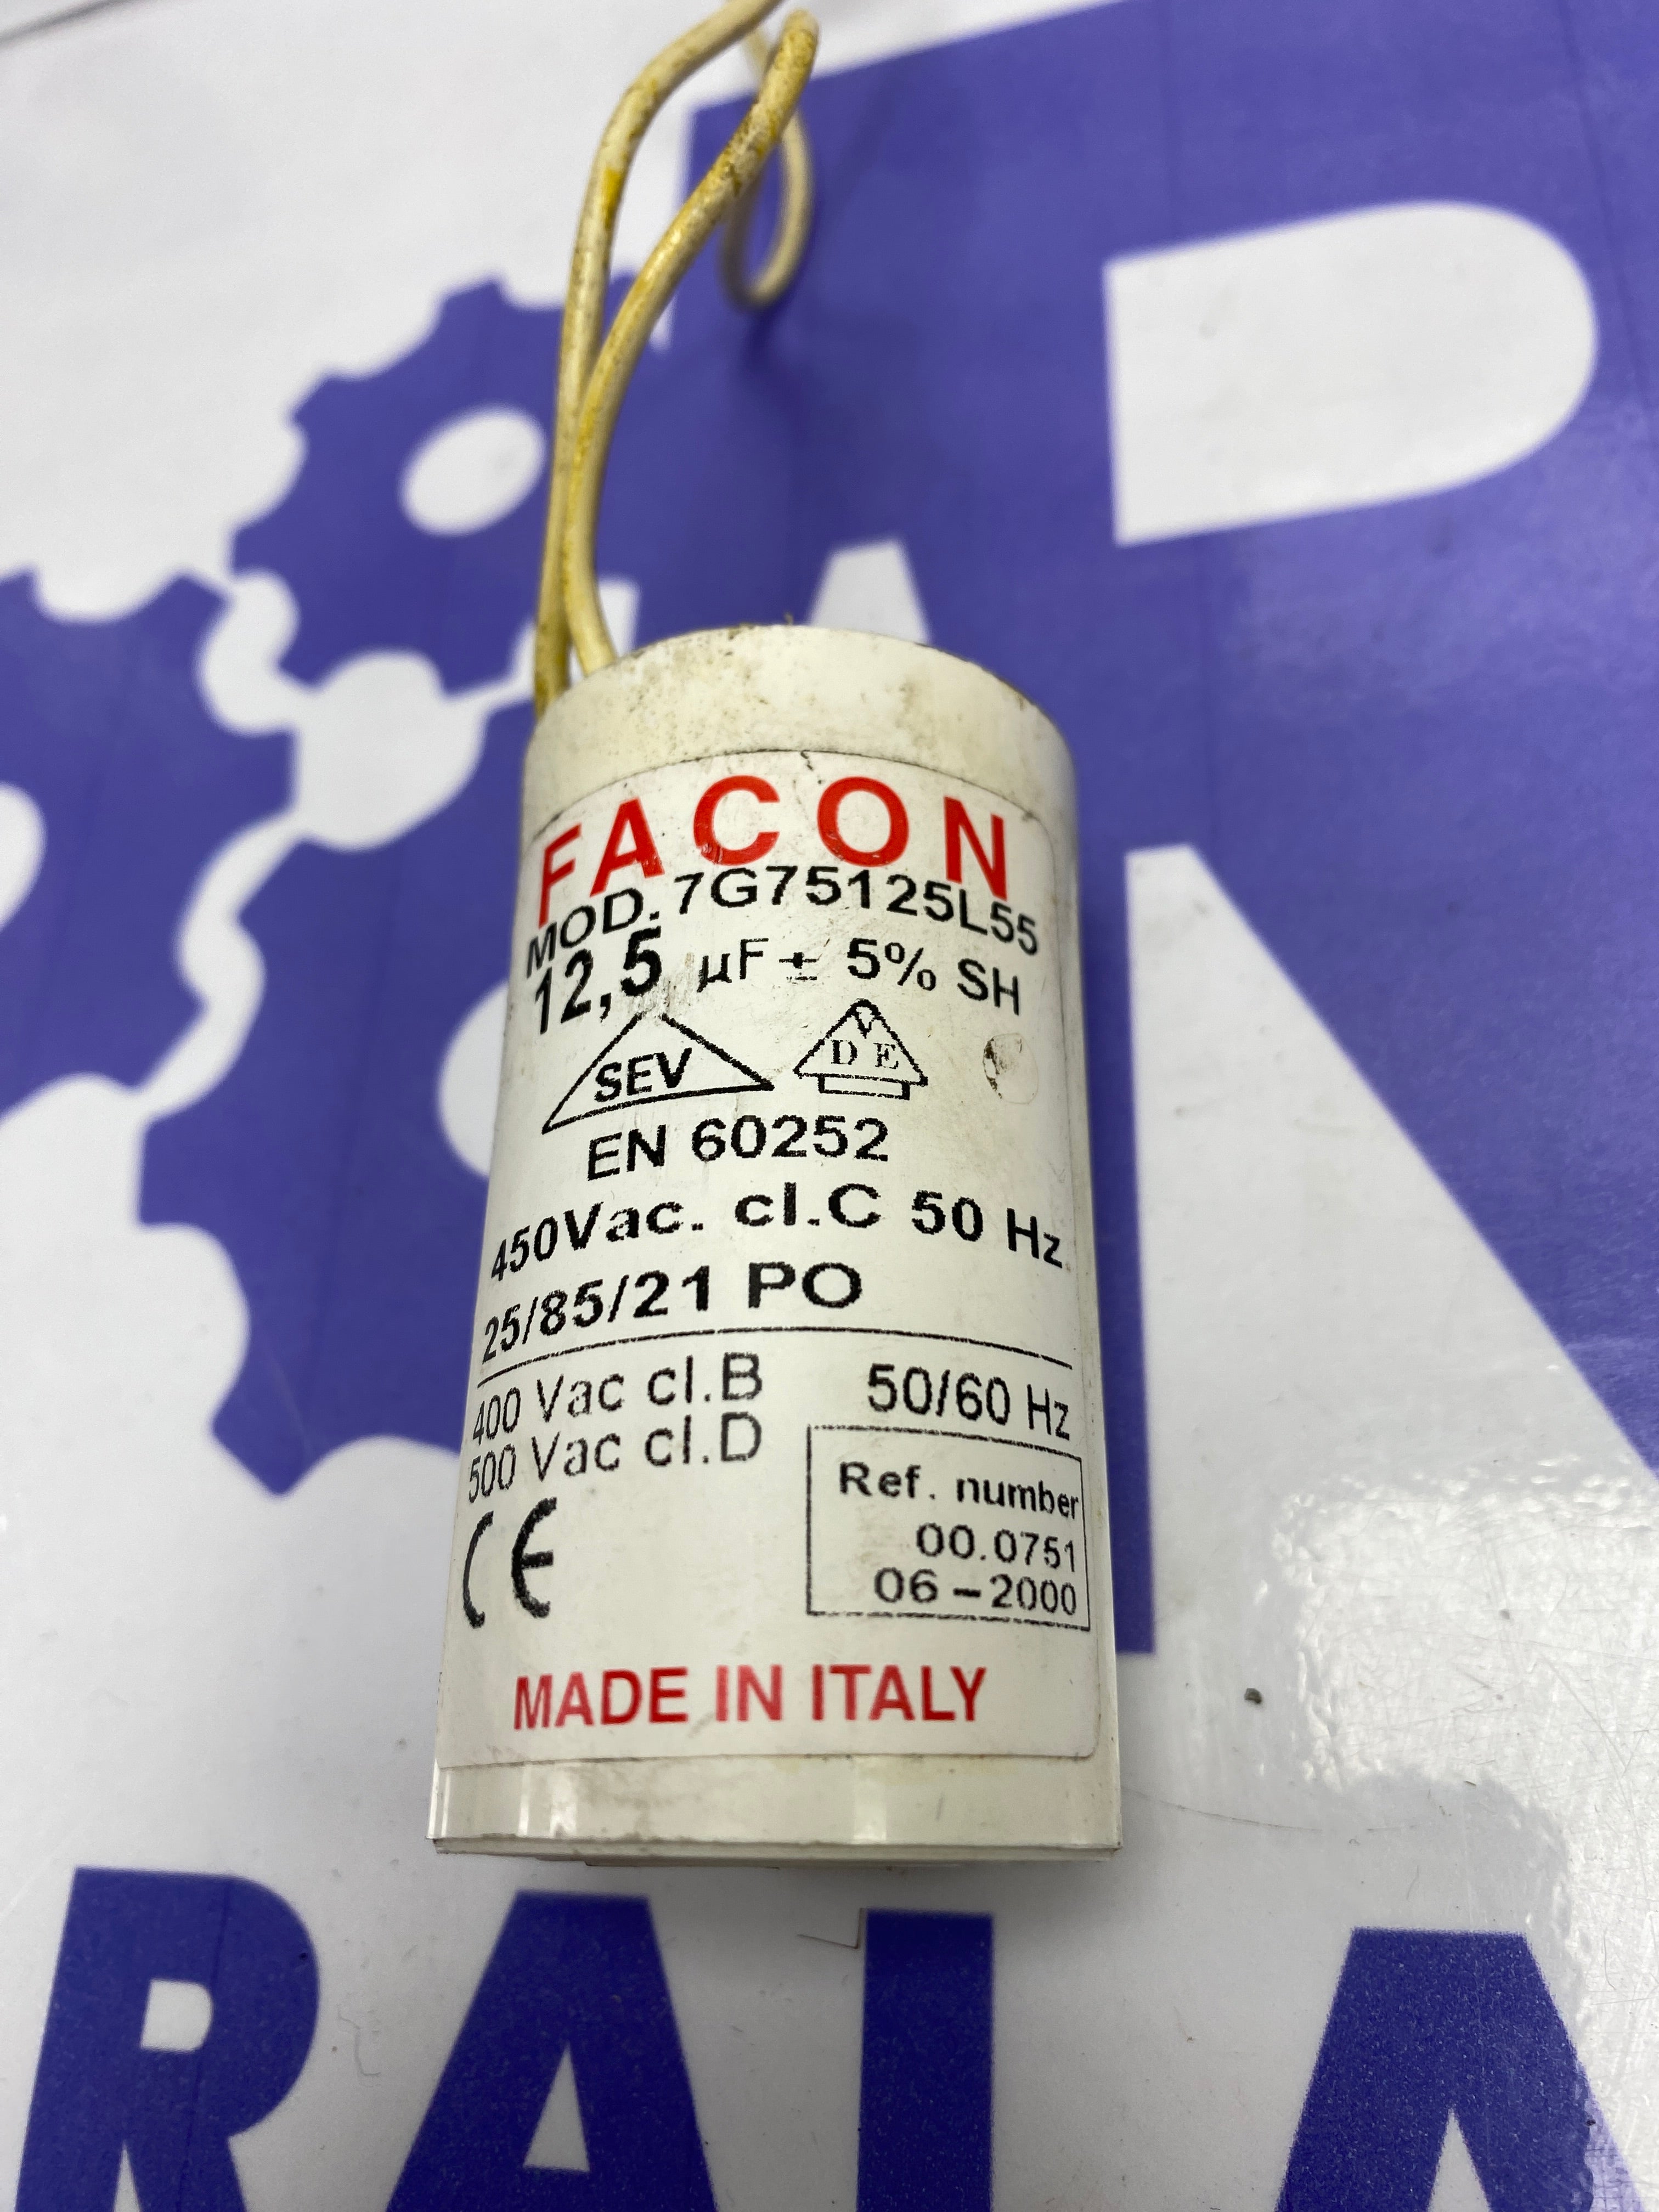 FACON
MOD. 7G75125L55
12,5 µF ± 5% SH
SEV
V
D E
EN 60252
450Vac. cl.C 50 Hz
25/85/21 PO
400 Vac cl.B 50/60 Hz
500 Vac cl.D
Ref. number
00.0751
06-2000
CE
MADE IN ITALY